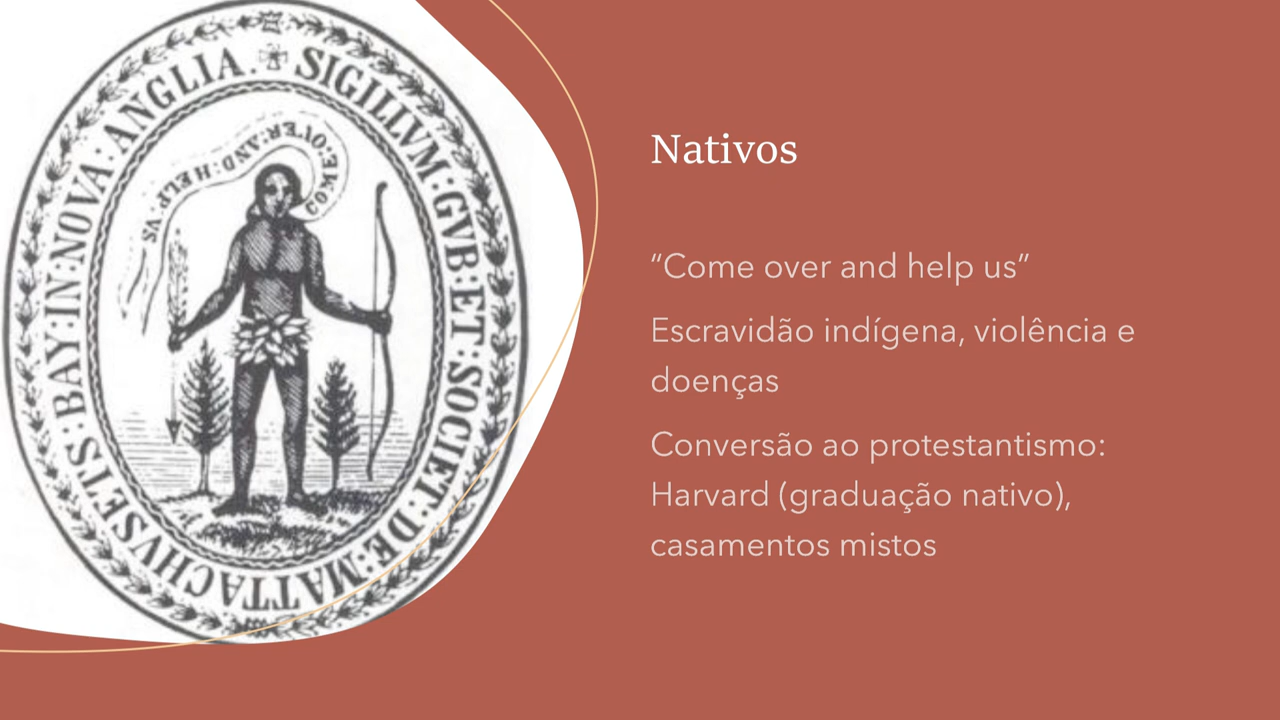 SIGILLVM:GVB:ET:SOCIET:DE:MATTACHVSETS:BAY:IN:NOVA:ANGLIA.
COME:OVER:AND:HELP:VS
Nativos
“Come over and help us”
Escravidão indígena, violência e
doenças
Conversão ao protestantismo:
Harvard (graduação nativo),
casamentos mistos